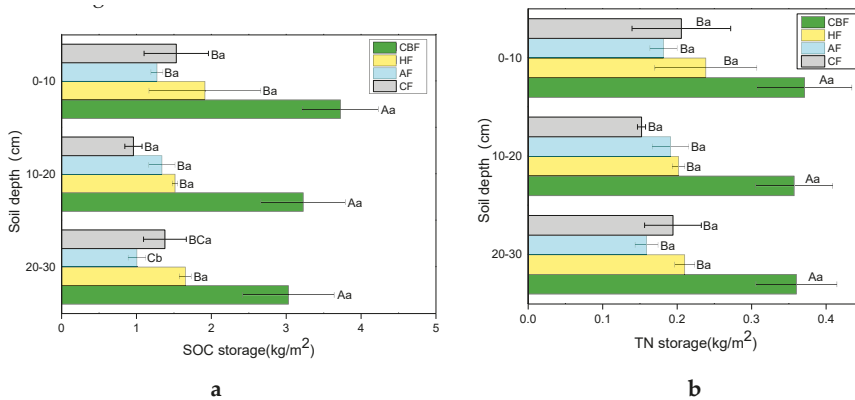 CBF
HF
AF
CF
Ba
Ba
Ba
Aa
Ba
Ba
Ba
Aa
BCa
Cb
Ba
Aa
0-10
10-20
20-30
Soil depth (cm)
0 1 2 3 4 5
SOC storage(kg/m²)
a
CBF
HF
AF
CF
Ba
Ba
Ba
Aa
Ba
Ba
Ba
Aa
Ba
Ba
Ba
Aa
0-10
10-20
20-30
Soil depth (cm)
0.0 0.1 0.2 0.3 0.4
TN storage(kg/m²)
b